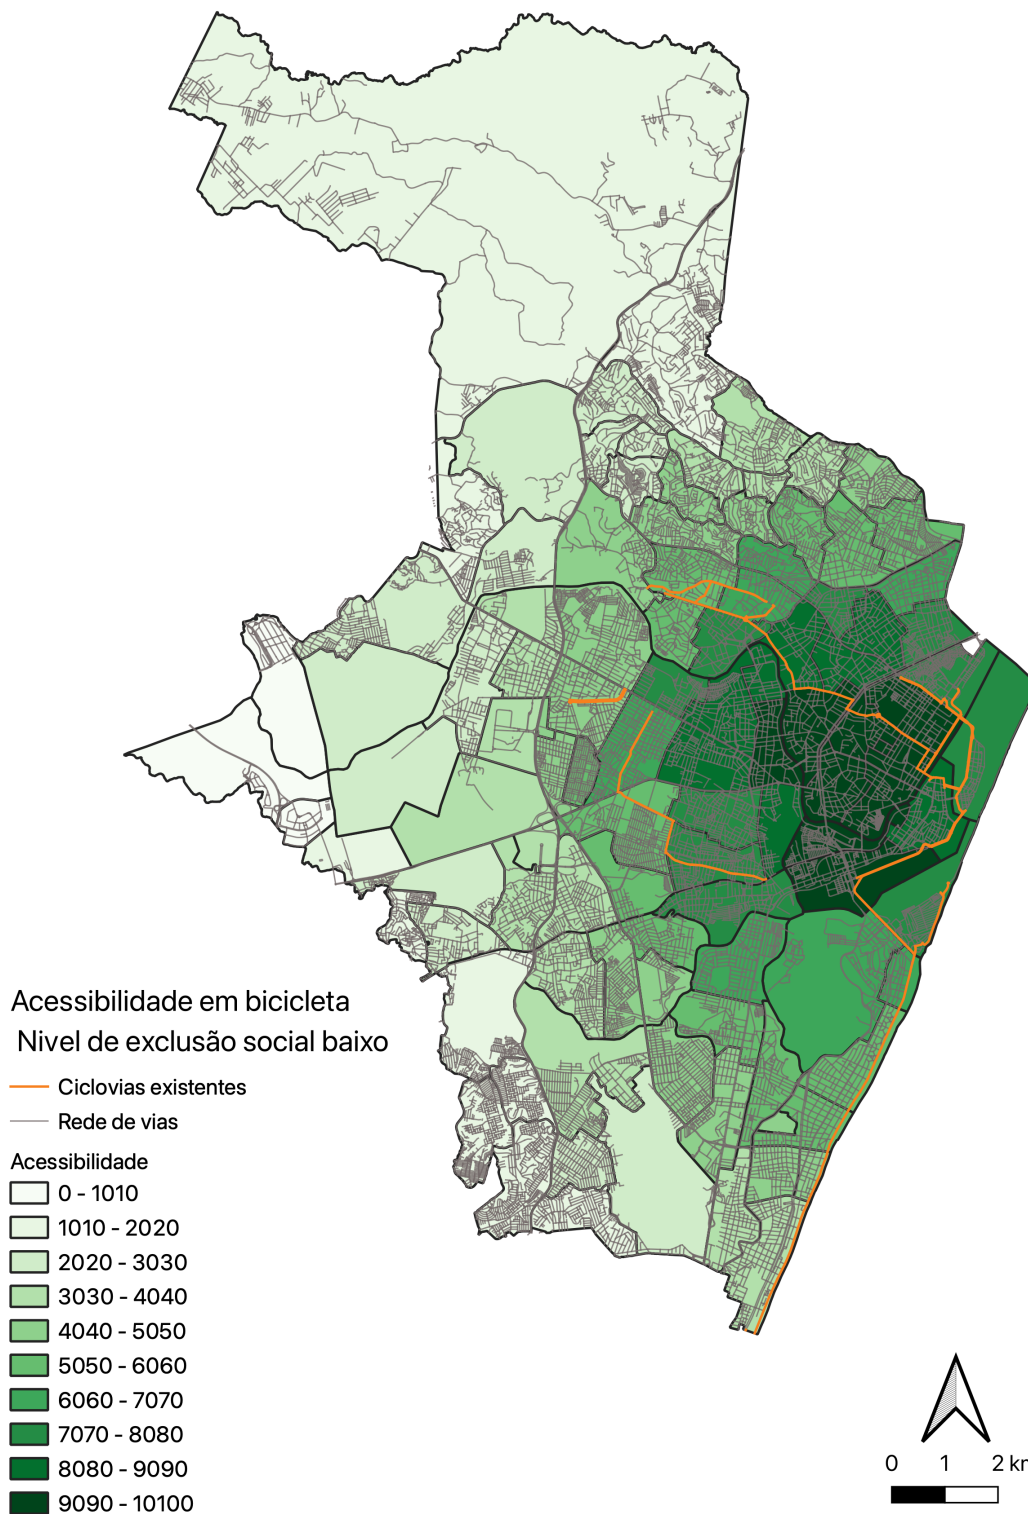 Acessibilidade em bicicleta
Nivel de exclusão social baixo
Ciclovias existentes
Rede de vias
Acessibilidade
0 - 1010
1010 - 2020
2020 - 3030
3030 - 4040
4040 - 5050
5050 - 6060
6060 - 7070
7070 - 8080
8080 - 9090
9090 - 10100
0 1 2 km